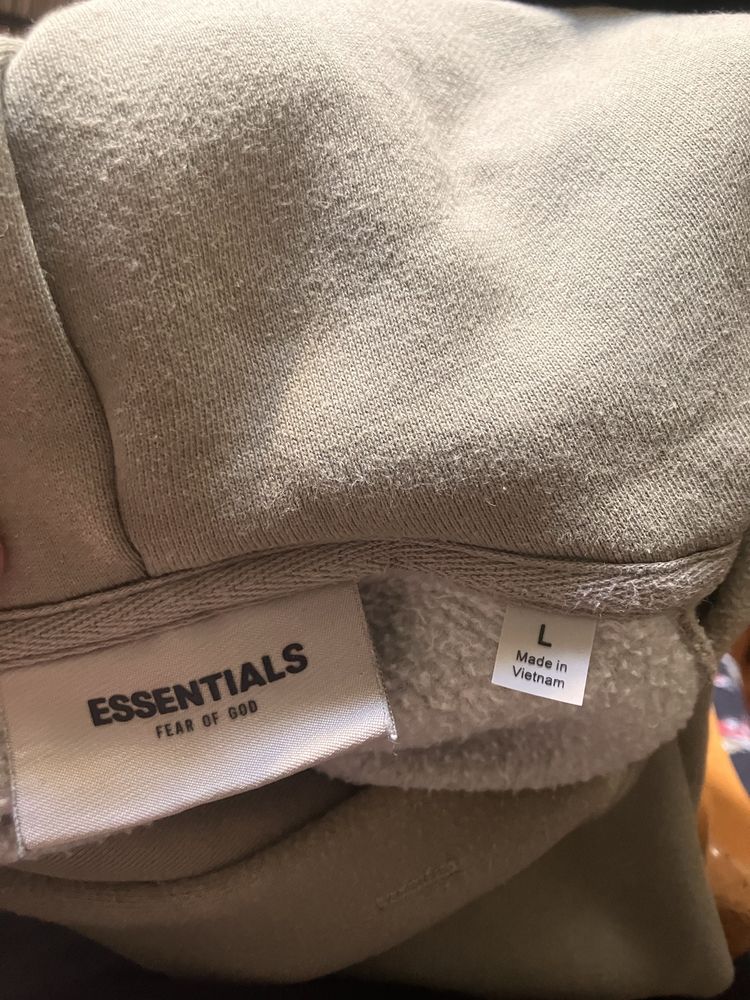 ESSENTIALS
FEAR OF GOD
L
Made in
Vietnam